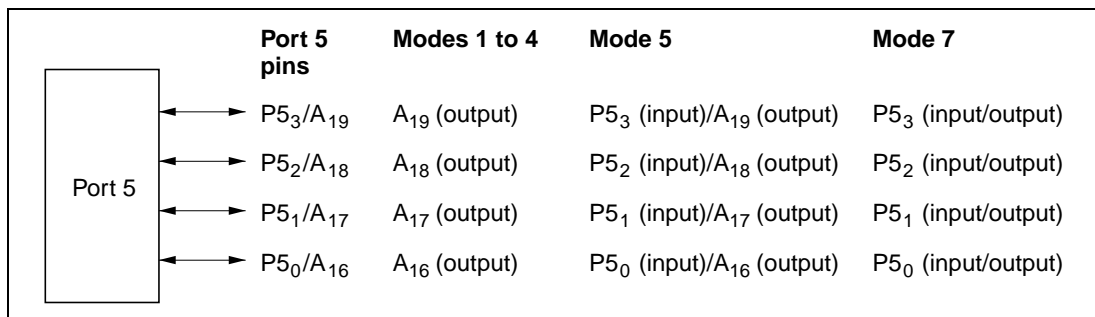 Port 5 pins Modes 1 to 4 Mode 5 Mode 7
P5₃/A₁₉ A₁₉ (output) P5₃ (input)/A₁₉ (output) P5₃ (input/output)
P5₂/A₁₈ A₁₈ (output) P5₂ (input)/A₁₈ (output) P5₂ (input/output)
Port 5
P5₁/A₁₇ A₁₇ (output) P5₁ (input)/A₁₇ (output) P5₁ (input/output)
P5₀/A₁₆ A₁₆ (output) P5₀ (input)/A₁₆ (output) P5₀ (input/output)